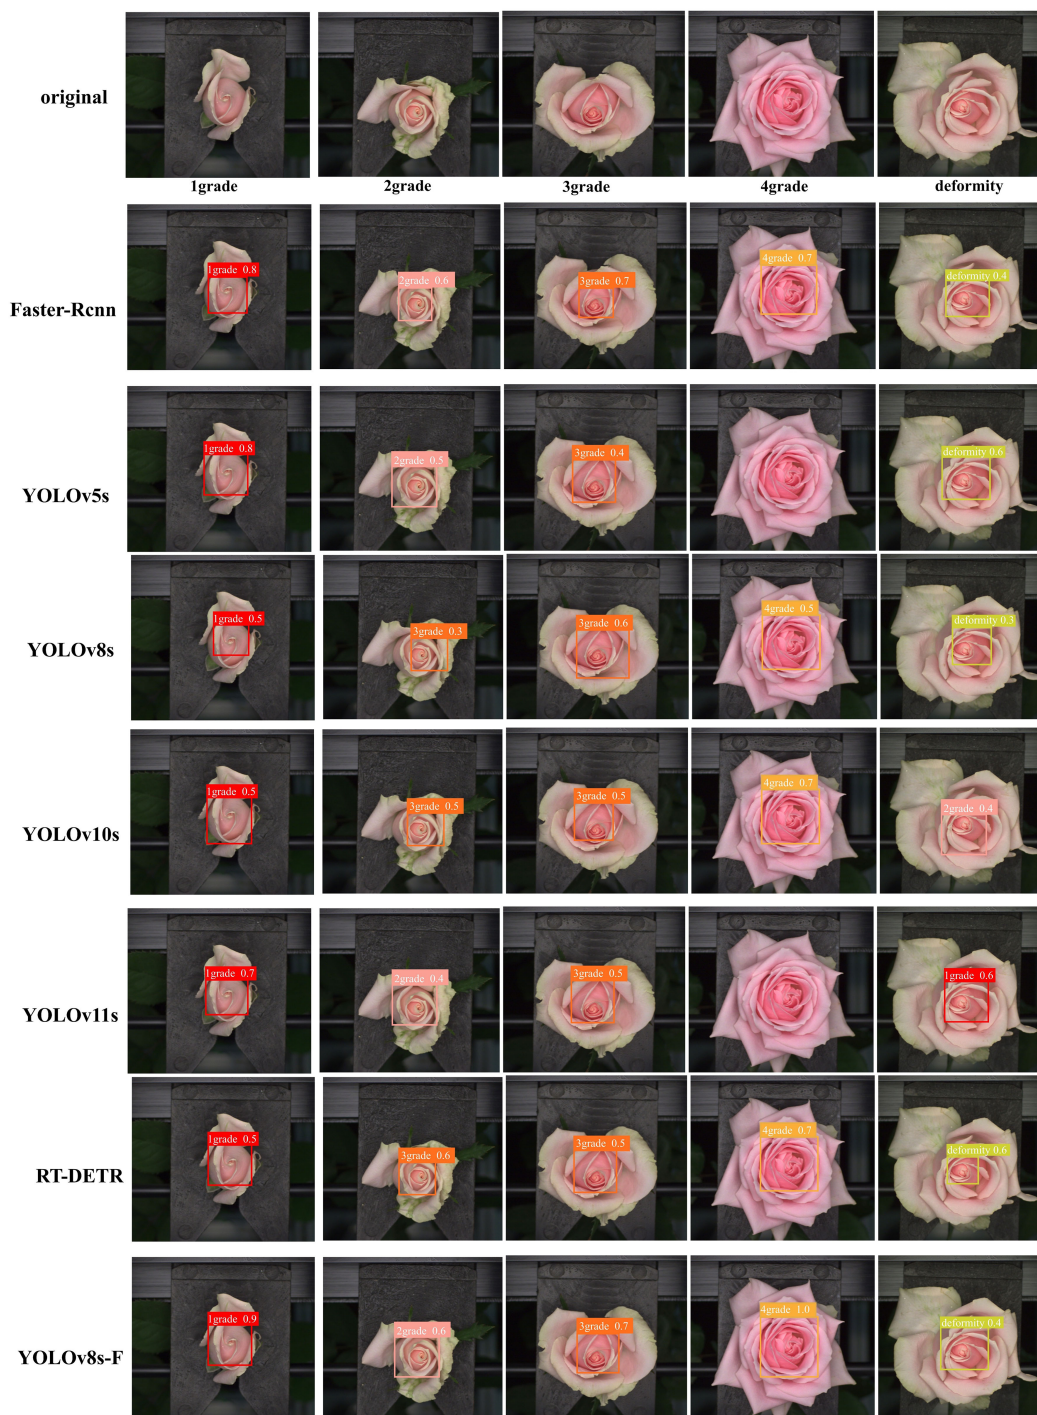 original
1grade
2grade
3grade
4grade
deformity
Faster-Rcnn
1grade 0.8
2grade 0.6
3grade 0.7
4grade 0.7
deformity 0.4
YOLOv5s
1grade 0.8
2grade 0.5
3grade 0.4
deformity 0.6
YOLOv8s
1grade 0.5
3grade 0.3
3grade 0.6
4grade 0.5
deformity 0.3
YOLOv10s
1grade 0.5
3grade 0.5
3grade 0.5
4grade 0.7
2grade 0.4
YOLOv11s
1grade 0.7
2grade 0.4
3grade 0.5
1grade 0.6
RT-DETR
1grade 0.5
3grade 0.6
3grade 0.5
4grade 0.7
deformity 0.6
YOLOv8s-F
1grade 0.9
2grade 0.6
3grade 0.7
4grade 1.0
deformity 0.4